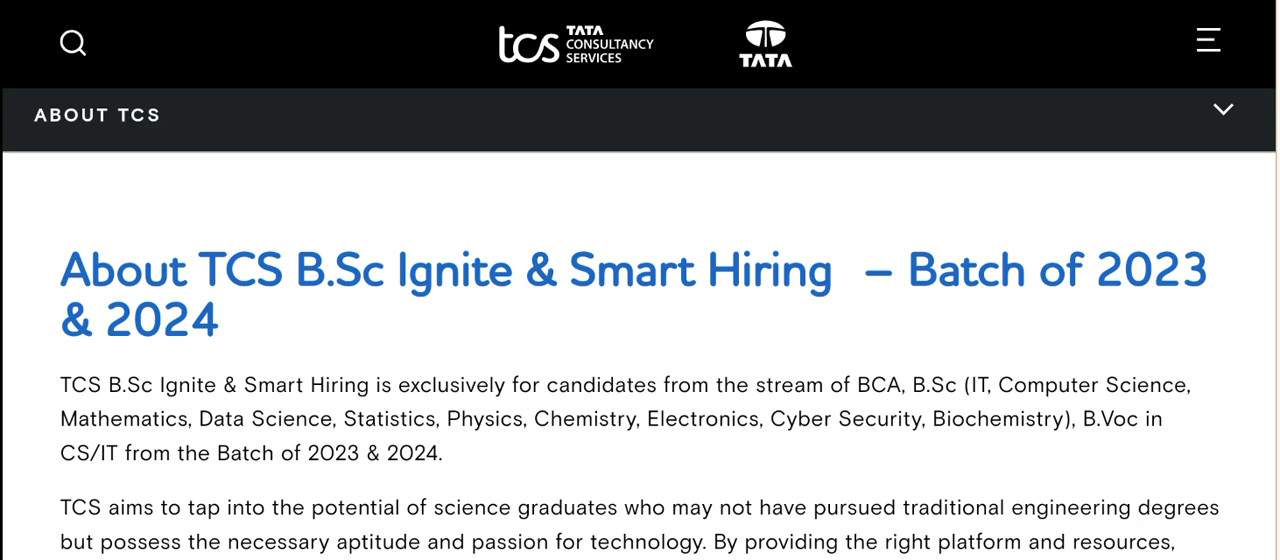 tcs TATA CONSULTANCY SERVICES
TATA
ABOUT TCS
About TCS B.Sc Ignite & Smart Hiring – Batch of 2023
& 2024
TCS B.Sc Ignite & Smart Hiring is exclusively for candidates from the stream of BCA, B.Sc (IT, Computer Science,
Mathematics, Data Science, Statistics, Physics, Chemistry, Electronics, Cyber Security, Biochemistry), B.Voc in
CS/IT from the Batch of 2023 & 2024.
TCS aims to tap into the potential of science graduates who may not have pursued traditional engineering degrees
but possess the necessary aptitude and passion for technology. By providing the right platform and resources,